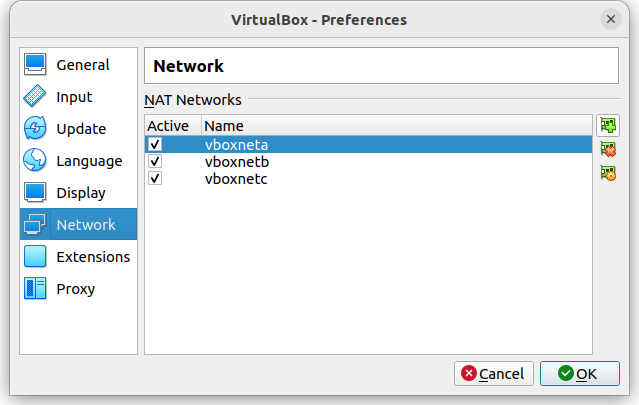 VirtualBox - Preferences
General
Input
Update
Language
Display
Network
Extensions
Proxy
Network
NAT Networks
Active Name
vboxneta
vboxnetb
vboxnetc
Cancel OK